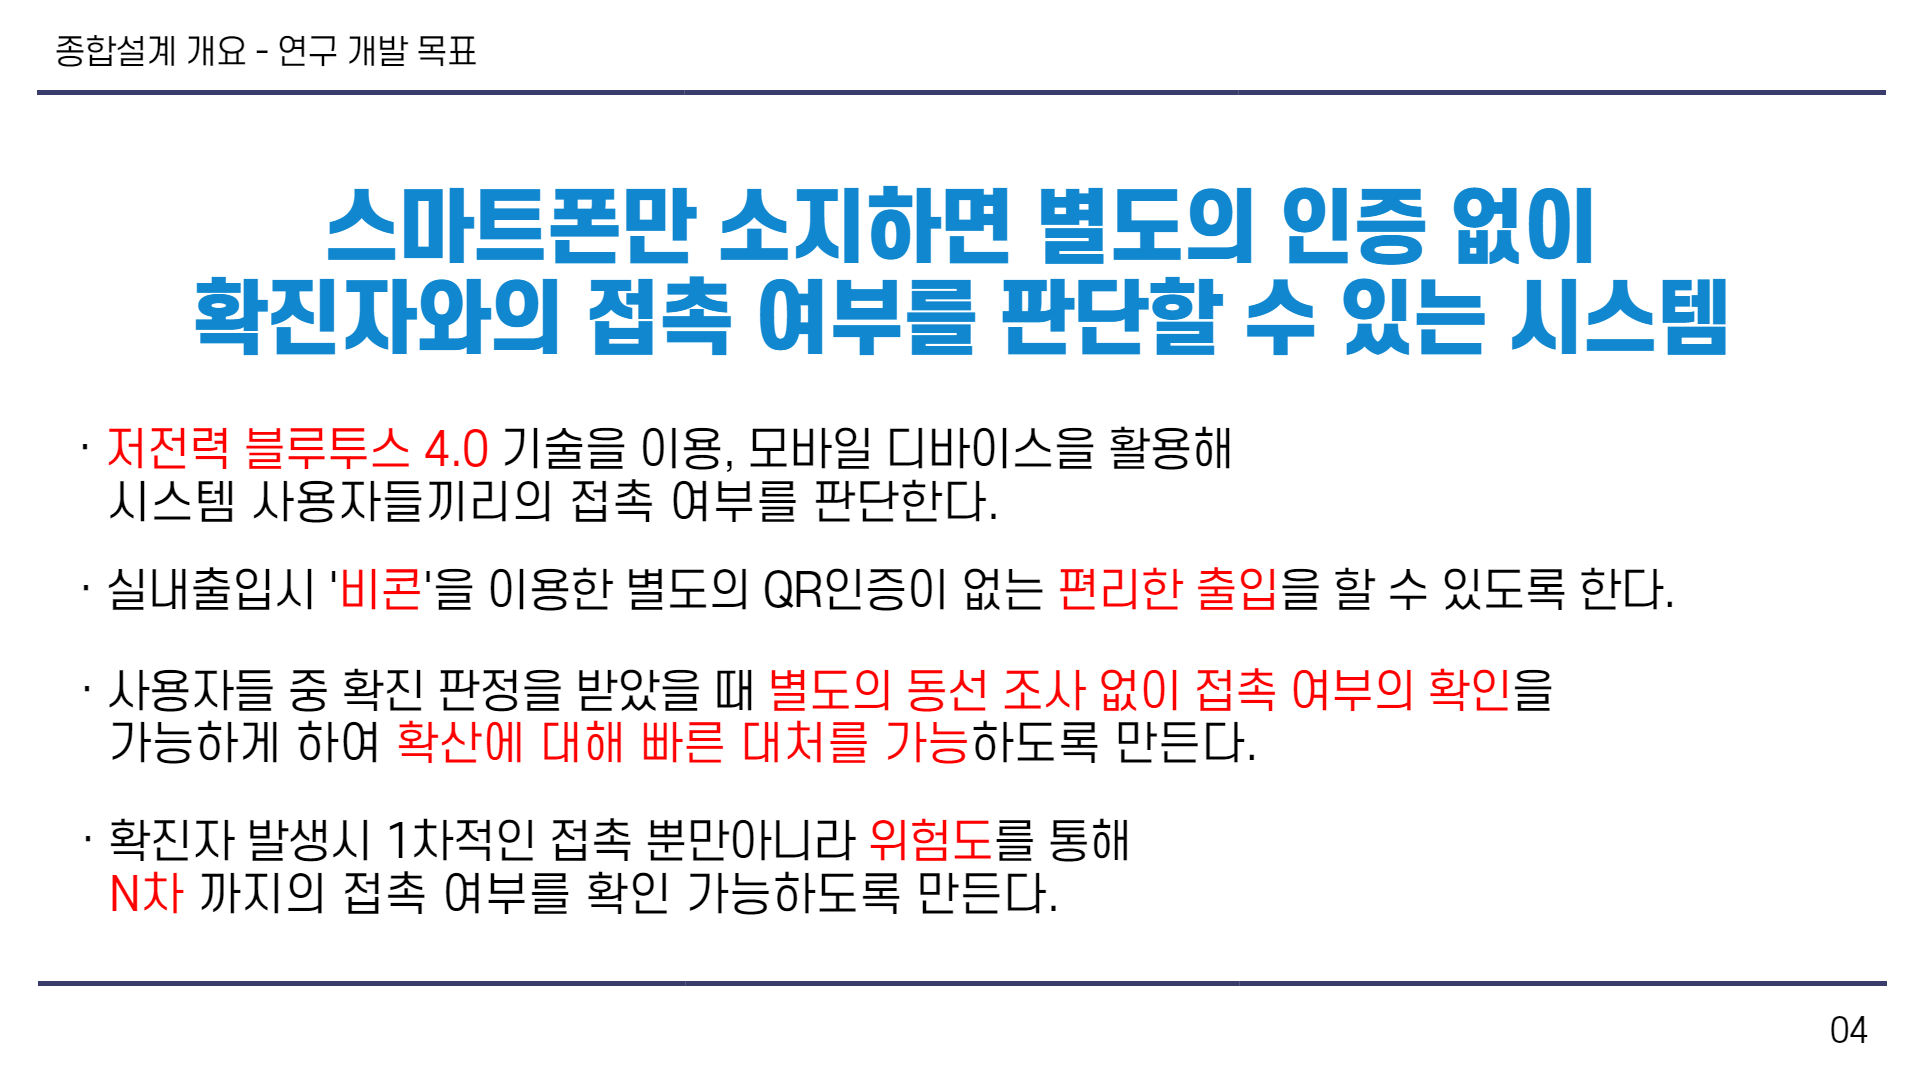 종합설계 개요 - 연구 개발 목표
스마트폰만 소지하면 별도의 인증 없이
확진자와의 접촉 여부를 판단할 수 있는 시스템
· 저전력 블루투스 4.0 기술을 이용, 모바일 디바이스을 활용해
시스템 사용자들끼리의 접촉 여부를 판단한다.
· 실내출입시 '비콘'을 이용한 별도의 QR인증이 없는 편리한 출입을 할 수 있도록 한다.
· 사용자들 중 확진 판정을 받았을 때 별도의 동선 조사 없이 접촉 여부의 확인을
가능하게 하여 확산에 대해 빠른 대처를 가능하도록 만든다.
· 확진자 발생시 1차적인 접촉 뿐만아니라 위험도를 통해
N차 까지의 접촉 여부를 확인 가능하도록 만든다.
04